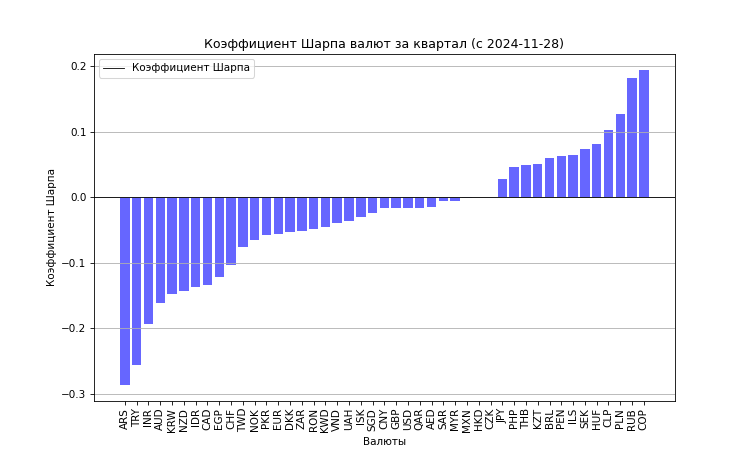 Коэффициент Шарпа валют за квартал (с 2024-11-28)
Коэффициент Шарпа
0.2
0.1
0.0
−0.1
−0.2
−0.3
Коэффициент Шарпа
ARS TRY INR AUD KRW NZD IDR CAD EGP CHF TWD NOK PKR EUR DKK ZAR RON KWD VND UAH ISK SGD CNY GBP USD QAR AED SAR MYR MXN HKD CZK JPY PHP THB KZT BRL PEN ILS SEK HUF CLP PLN RUB COP
Валюты